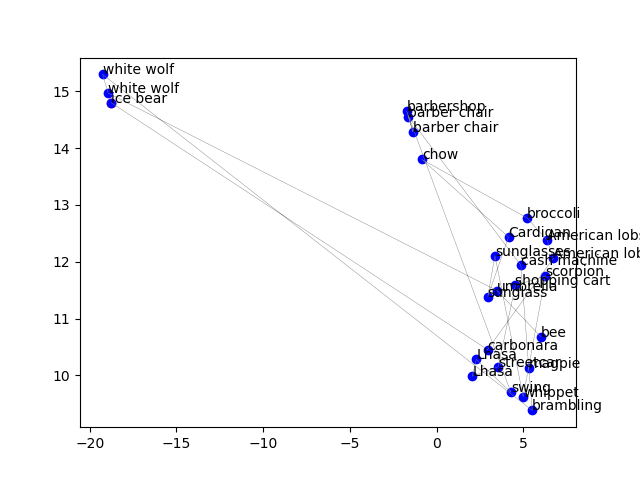 white wolf
white wolf
ice bear
barbershop
barber chair
barber chair
chow
broccoli
Cardigan
American lobs
sunglasses
American lob
cash machine
scorpion
shopping cart
umbrella
sunglass
bee
carbonara
Lhasa
streetcar
magpie
Lhasa
swing
whippet
brambling
15
14
13
12
11
10
−20
−15
−10
−5
0
5